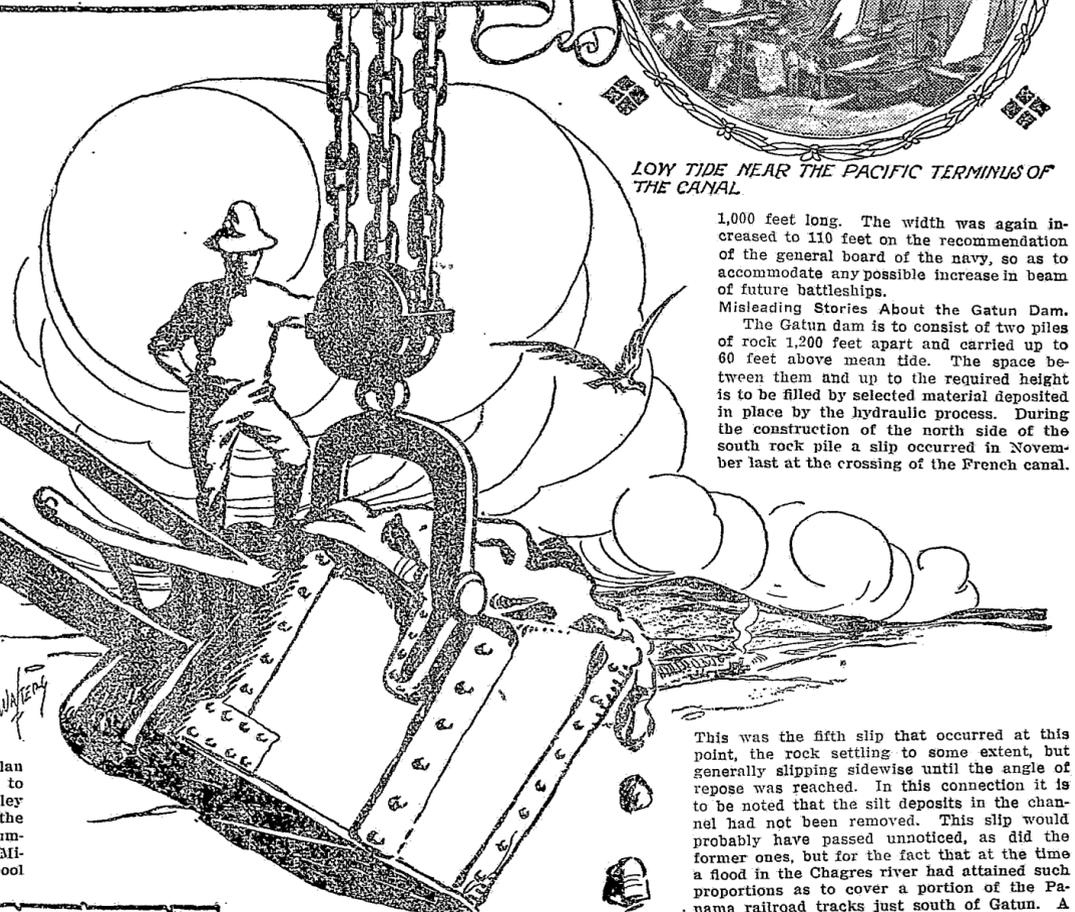 LOW TIDE NEAR THE PACIFIC TERMINUS OF
THE CANAL
1,000 feet long. The width was again in-
creased to 110 feet on the recommendation
of the general board of the navy, so as to
accommodate any possible increase in beam
of future battleships.
Misleading Stories About the Gatun Dam.
The Gatun dam is to consist of two piles
of rock 1,200 feet apart and carried up to
60 feet above mean tide. The space be-
tween them and up to the required height
is to be filled by selected material deposited
in place by the hydraulic process. During
the construction of the north side of the
south rock pile a slip occurred in Novem-
ber last at the crossing of the French canal.
This was the fifth slip that occurred at this
point, the rock settling to some extent, but
generally slipping sidewise until the angle of
repose was reached. In this connection it is
to be noted that the silt deposits in the chan-
nel had not been removed. This slip would
probably have passed unnoticed, as did the
former ones, but for the fact that at the time
a flood in the Chagres river had attained such
proportions as to cover a portion of the Pa-
nama railroad tracks just south of Gatun. A
lan
to
ley
the
um-
Mi-
ool